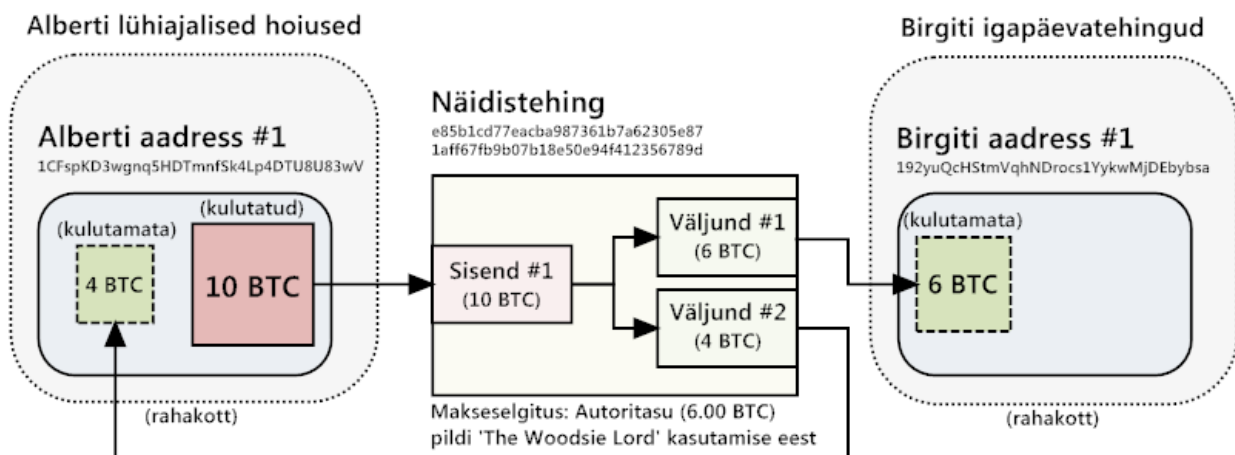 Alberti lühiajalised hoiused
Alberti aadress #1
1CFspKD3wgnq5HDTmnfSk4Lp4DTU8U83wV
(kulutamata)
(kulutatud)
4 BTC
10 BTC
(rahakott)
Näidistehing
e85b1cd77eacba987361b7a62305e87
1aff67fb9b07b18e50e94f412356789d
Sisend #1
(10 BTC)
Väljund #1
(6 BTC)
Väljund #2
(4 BTC)
Makseselgitus: Autoritasu (6.00 BTC)
pildi 'The Woodsie Lord' kasutamise eest
Birgiti igapäevatehingud
Birgiti aadress #1
192yuQcHStmVqhNDrocs1YykwMjDEbybsa
(kulutamata)
6 BTC
(rahakott)